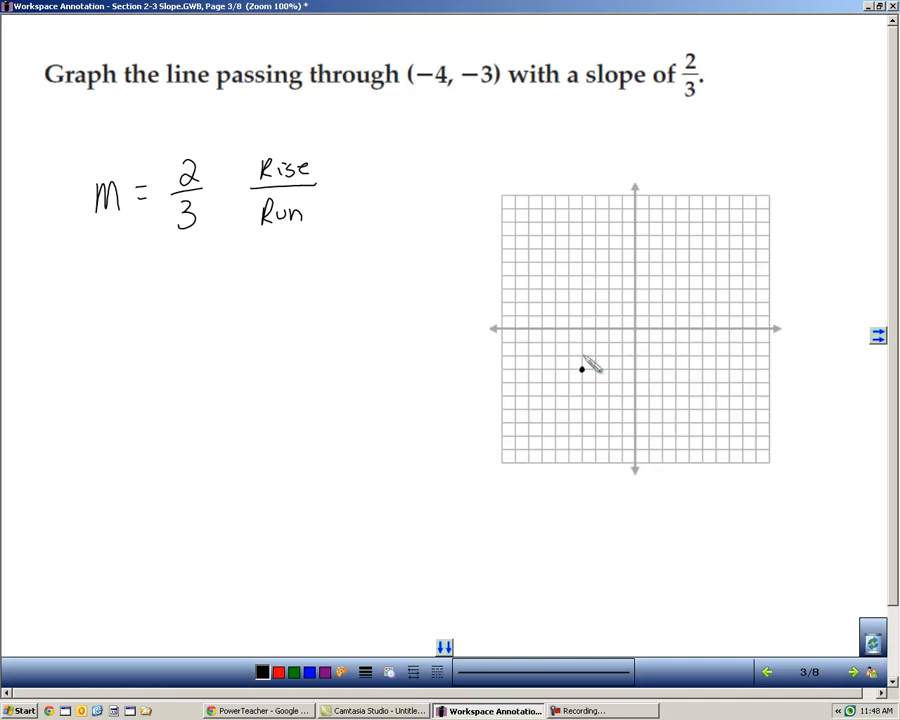 Workspace Annotation - Section 2-3 Slope.GWB, Page 3/8 (Zoom 100%) *
Graph the line passing through (−4, −3) with a slope of 2/3.
m = 2/3 Rise/Run
3/8
Start
PowerTeacher - Google ...
Camtasia Studio - Untitle...
Workspace Annotatio...
Recording...
11:48 AM